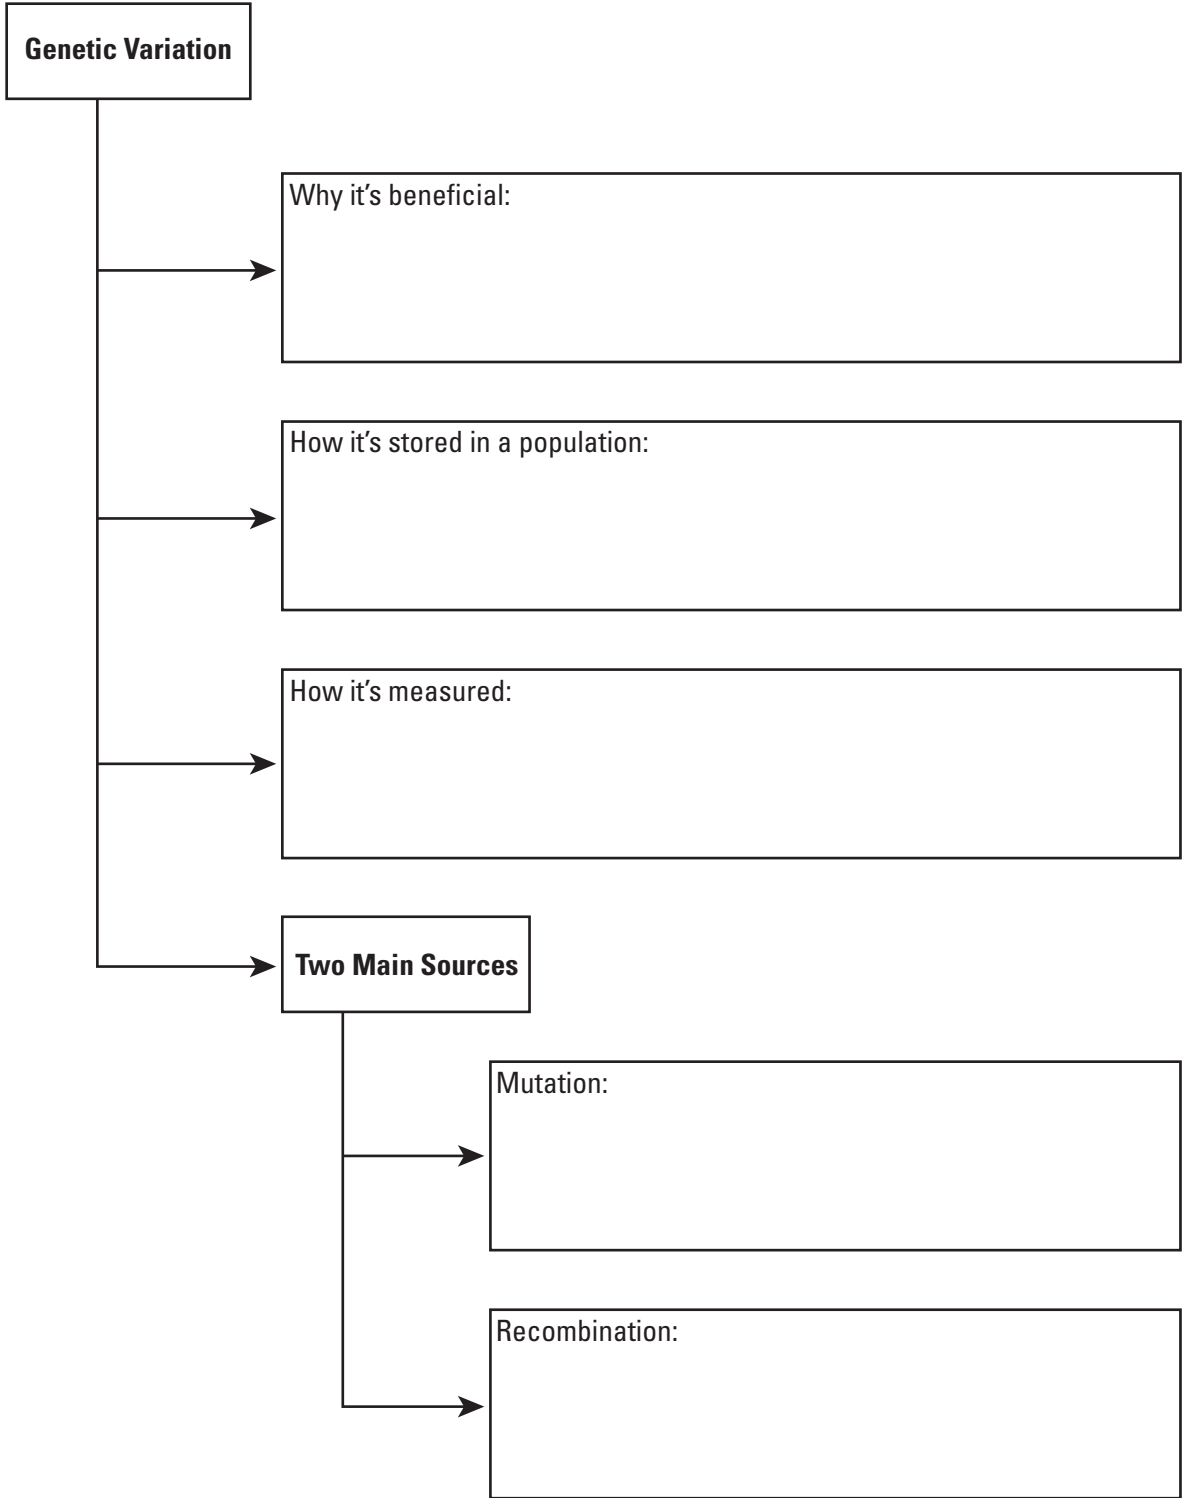 Genetic Variation
Why it’s beneficial:
How it’s stored in a population:
How it’s measured:
Two Main Sources
Mutation:
Recombination: